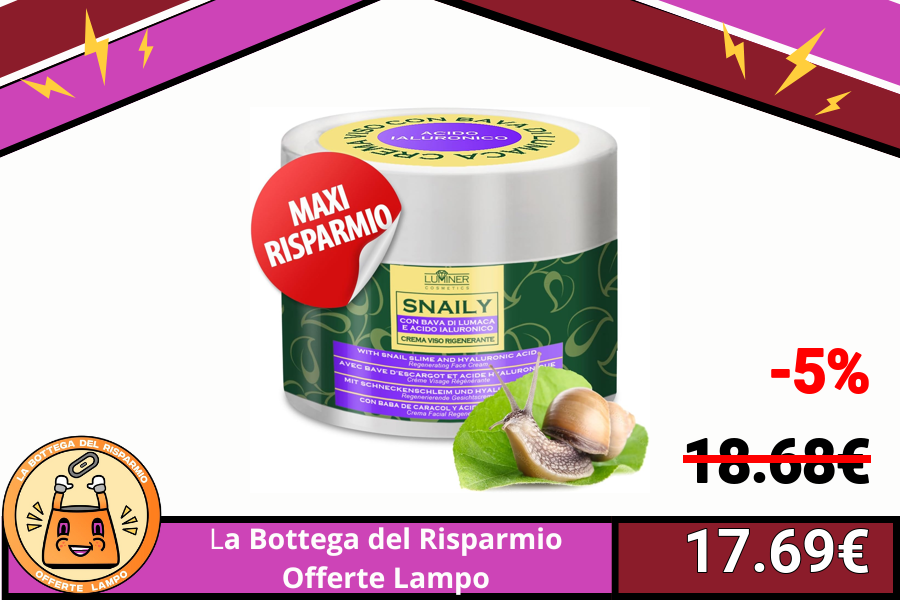 CREMA VISO CON BAVA DI LUMACA
ACIDO
IALURONICO
MAXI
RISPARMIO
LUMINER
COSMETICS
SNAILY
CON BAVA DI LUMACA
E ACIDO IALURONICO
CREMA VISO RIGENERANTE
WITH SNAIL SLIME AND HYALURONIC ACID
Regenerating Face Cream
AVEC BAVE D'ESCARGOT ET ACIDE HYALURONIQUE
Crème Visage Régénérante
MIT SCHNECKENSCHLEIM UND
Regenerierende
CON BABA DE CARACOL Y
Crema Facial
-5%
18.68€
LA BOTTEGA DEL RISPARMIO
OFFERTE LAMPO
La Bottega del Risparmio
Offerte Lampo
17.69€